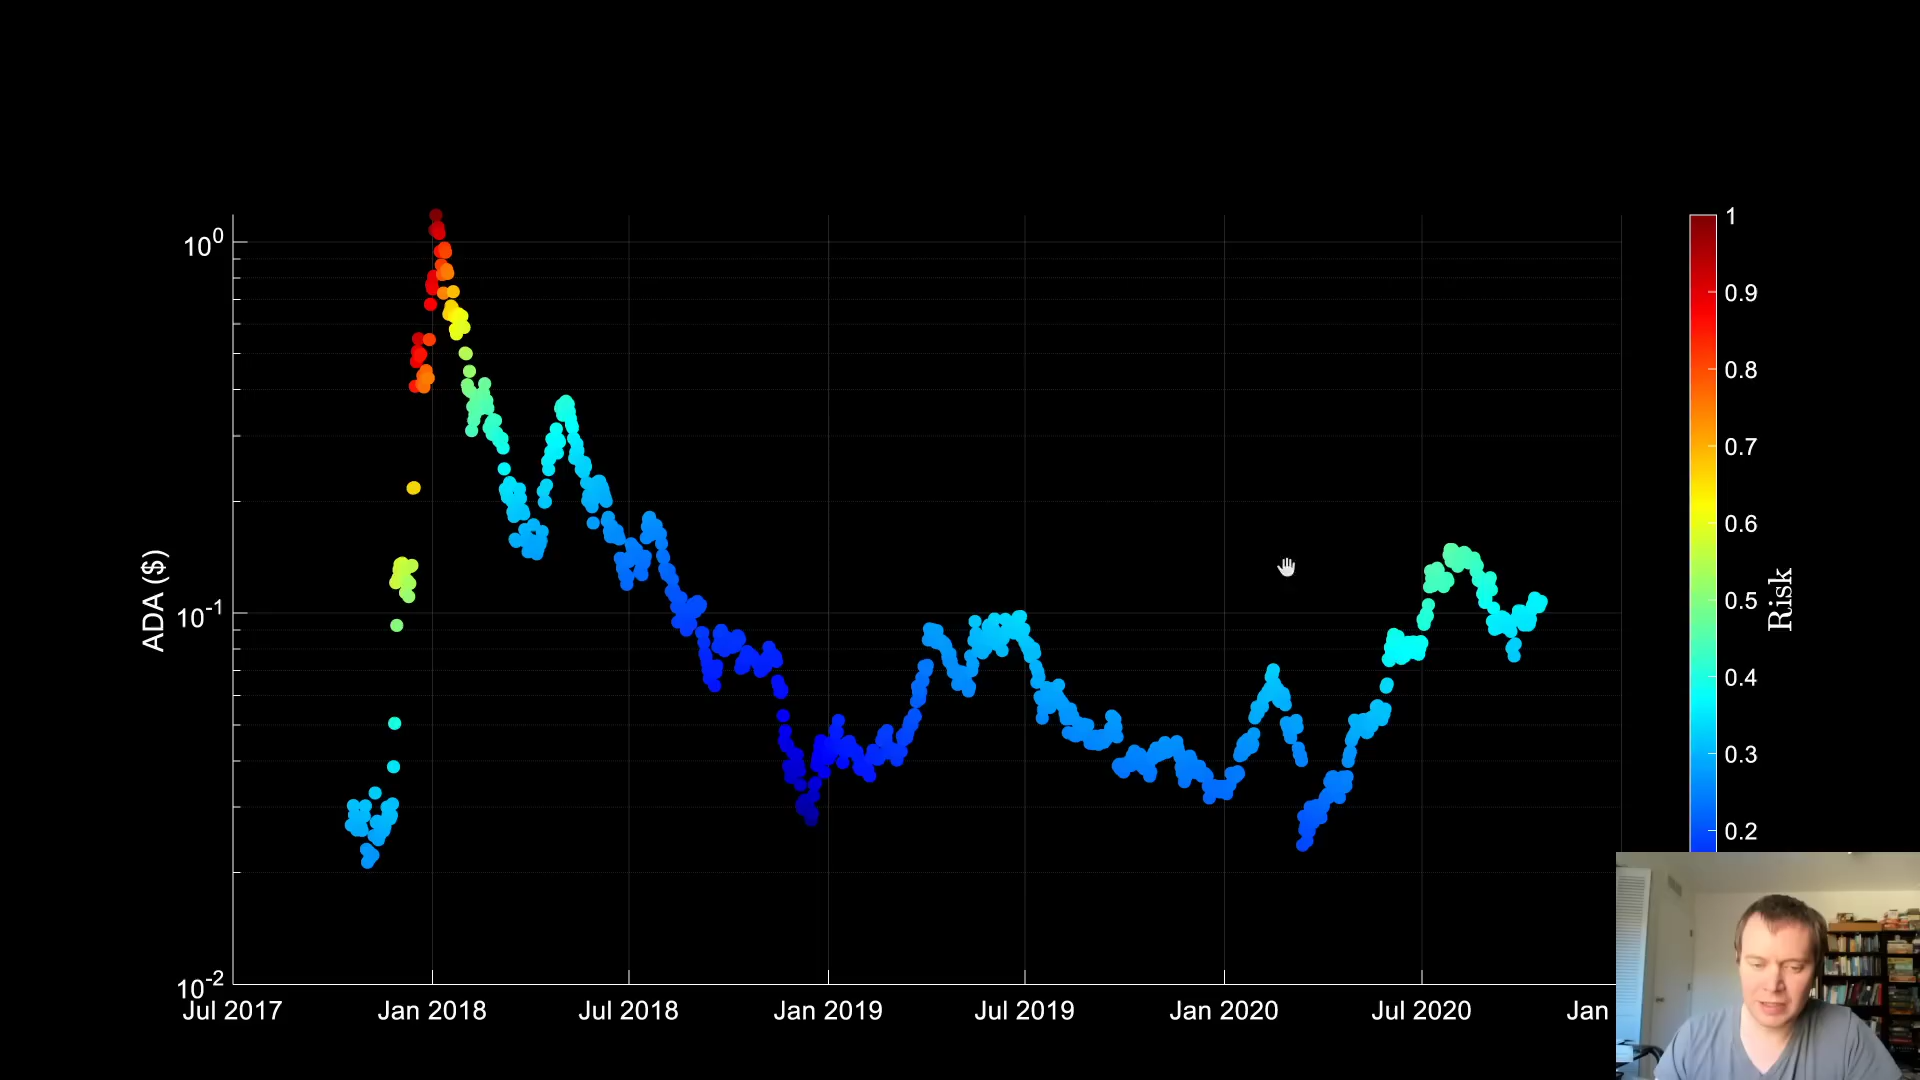 10⁰
10⁻¹
10⁻²
ADA ($)
Jul 2017
Jan 2018
Jul 2018
Jan 2019
Jul 2019
Jan 2020
Jul 2020
Jan
1
0.9
0.8
0.7
0.6
0.5
0.4
0.3
0.2
Risk